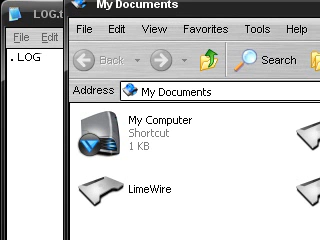 LOG.t
File Edit
. LOG
My Documents
File Edit View Favorites Tools Help
Back Search
Address My Documents
My Computer
Shortcut
1 KB
LimeWire